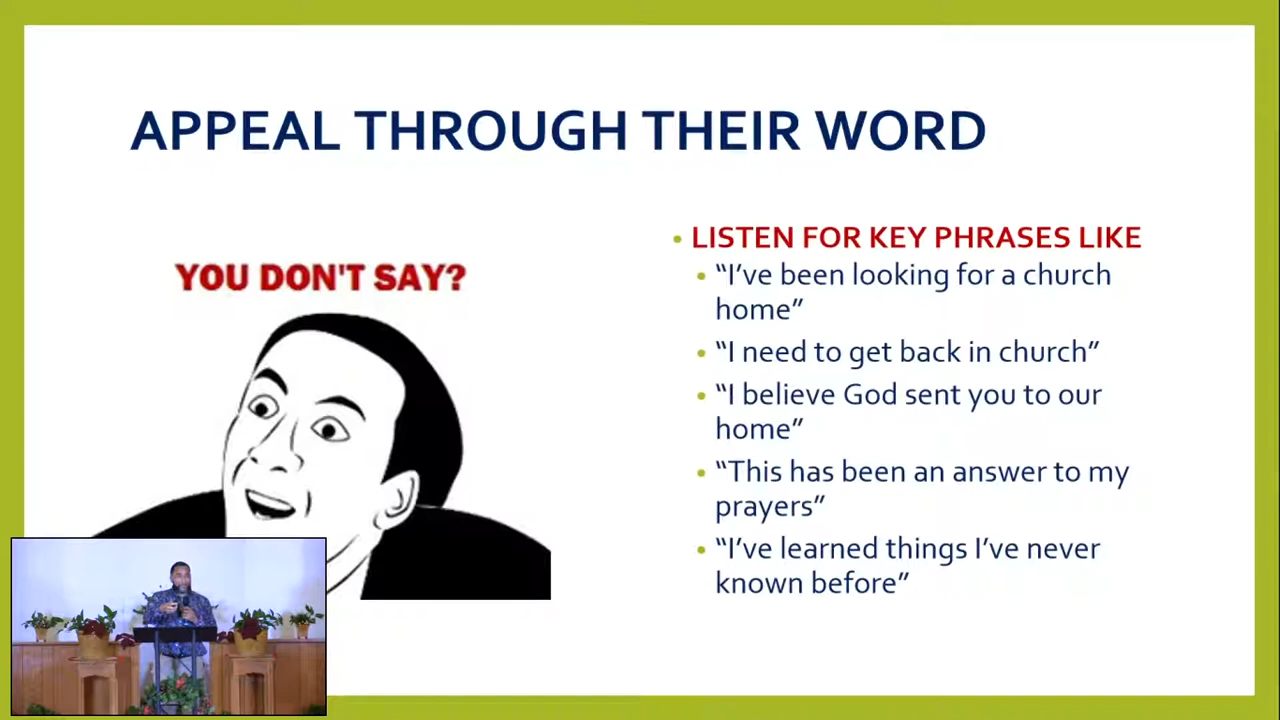 APPEAL THROUGH THEIR WORD
YOU DON'T SAY?
• LISTEN FOR KEY PHRASES LIKE
• “I’ve been looking for a church
home”
• “I need to get back in church”
• “I believe God sent you to our
home”
• “This has been an answer to my
prayers”
• “I’ve learned things I’ve never
known before”